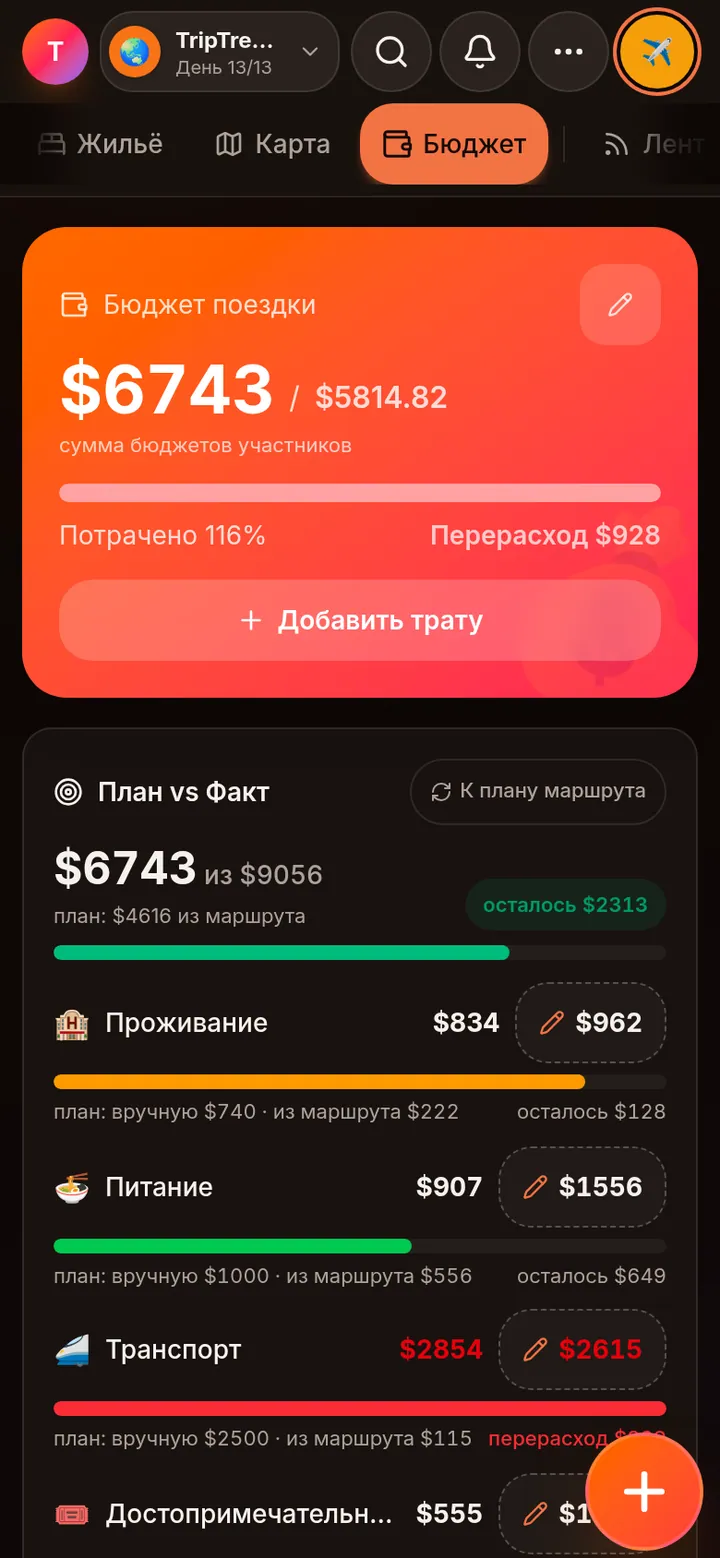 T
TripTre...
День 13/13
Жильё
Карта
Бюджет
Лент
Бюджет поездки
$6743 / $5814.82
сумма бюджетов участников
Потрачено 116%
Перерасход $928
+ Добавить трату
План vs Факт
К плану маршрута
$6743 из $9056
план: $4616 из маршрута
осталось $2313
Проживание $834 $962
план: вручную $740 · из маршрута $222 осталось $128
Питание $907 $1556
план: вручную $1000 · из маршрута $556 осталось $649
Транспорт $2854 $2615
план: вручную $2500 · из маршрута $115 перерасход
Достопримечательн... $555